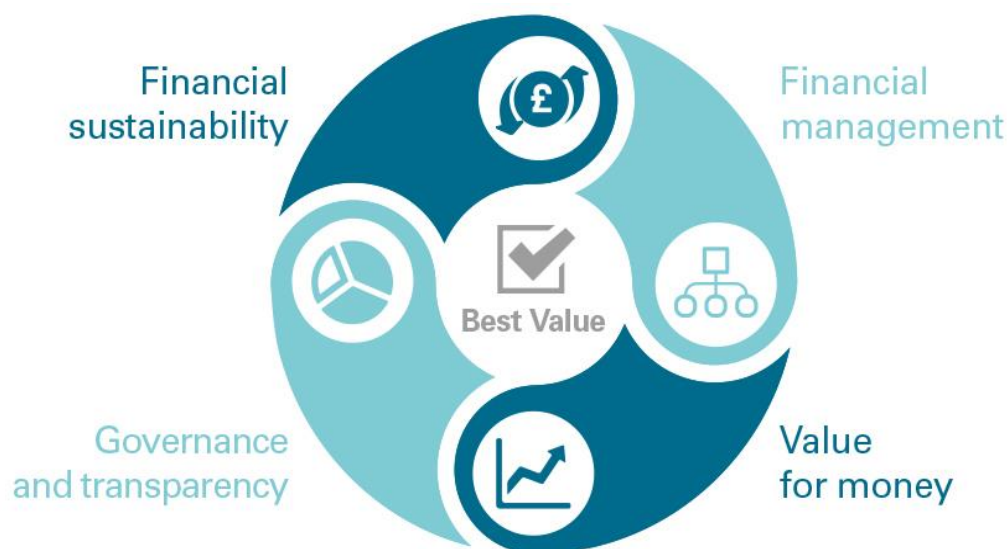 Financial
sustainability
£
Financial
management
Best Value
Governance
and transparency
Value
for money